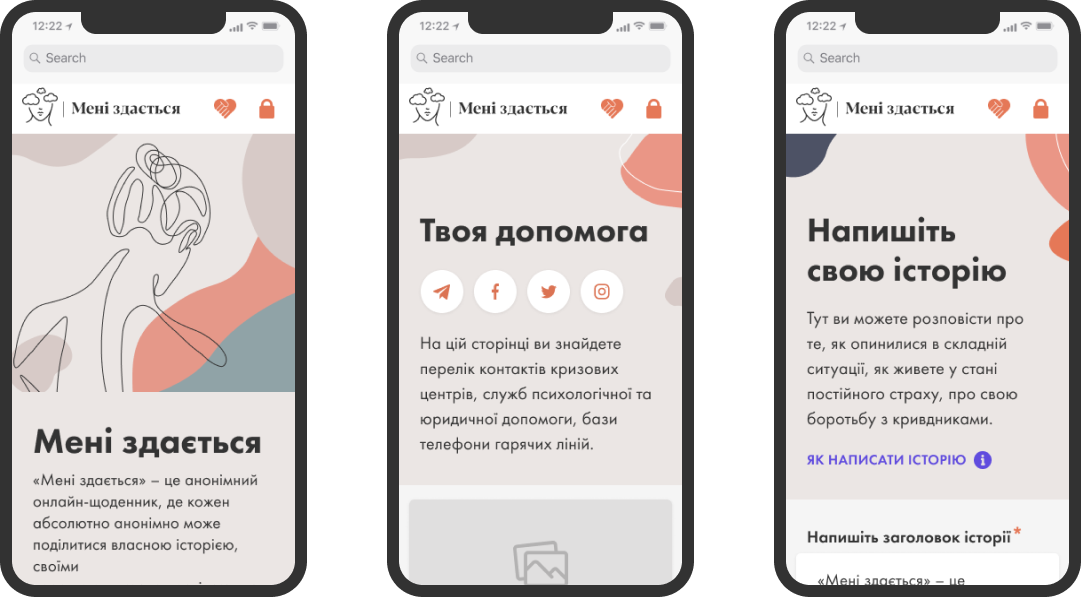 12:22
Search
Мені здається
Мені здається
«Мені здається» – це анонімний
онлайн-щоденник, де кожен
абсолютно анонімно може
поділитися власною історією,
своїми
12:22
Search
Мені здається
Твоя допомога
На цій сторінці ви знайдете
перелік контактів кризових
центрів, служб психологічної та
юридичної допомоги, бази
телефони гарячих ліній.
12:22
Search
Мені здається
Напишіть
свою історію
Тут ви можете розповісти про
те, як опинилися в складній
ситуації, як живете у стані
постійного страху, про свою
боротьбу з кривдниками.
ЯК НАПИСАТИ ІСТОРІЮ i
Напишіть заголовок історії*
«Мені здається» – це